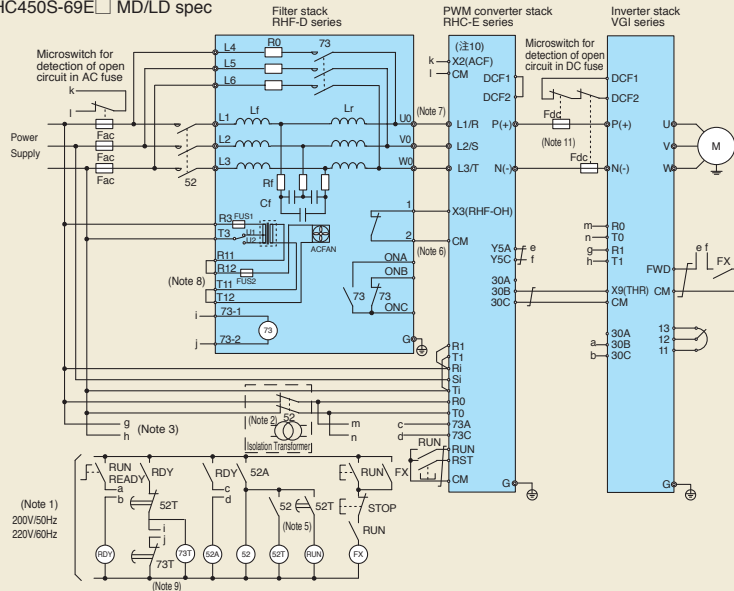 HC450S-69E□ MD/LD spec
Filter stack
RHF-D series
PWM converter stack
RHC-E series
Inverter stack
VGI series
Microswitch for
detection of open
circuit in AC fuse
k
l
Power
Supply
Fac
Fac
Fac
52
L4
R0
73
L5
L6
L1
Lf
Lr
U0
L2
V0
L3
W0
Rf
Cf
R3
FUS1
T3
U1
U2
ACFAN
R11
R12
FUS2
T11
T12
(Note 8)
i
73-1
73
j
73-2
1
2
ONA
ONB
73
73
ONC
G
(Note 7)
(Note 6)
(注10)
k
X2(ACF)
l
CM
DCF1
DCF2
L1/R
P(+)
L2/S
L3/T
N(-)
X3(RHF-OH)
CM
Y5A
e
Y5C
f
30A
30B
30C
R1
T1
Ri
Si
Ti
R0
T0
c
73A
d
73C
RUN
RUN
RST
CM
G
Microswitch for
detection of open
circuit in DC fuse
Fdc
(Note 11)
Fdc
DCF1
DCF2
P(+)
U
V
M
N(-)
W
m
R0
n
T0
g
R1
h
T1
e f
FWD
FX
X9(THR)
CM
CM
30A
a
30B
b
30C
13
12
11
G
g
(Note 3)
h
(Note 2)
52
Isolation Transformer
m
n
(Note 1)
200V/50Hz
220V/60Hz
RUN
READY
a
b
RDY
52T
i
j
73T
RDY
c
d
52A
52
52T
(Note 5)
RUN
FX
STOP
RUN
RDY
73T
52A
52
52T
RUN
FX
(Note 9)